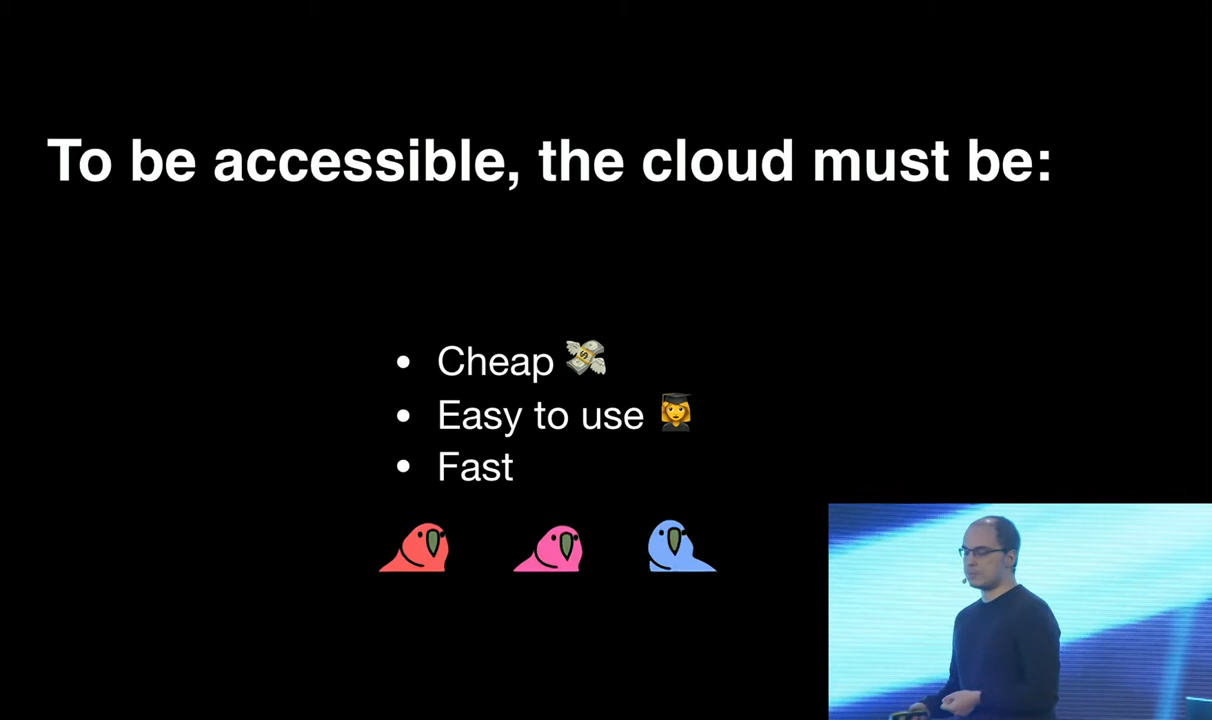 To be accessible, the cloud must be:
• Cheap 💸
• Easy to use 👩‍🎓
• Fast